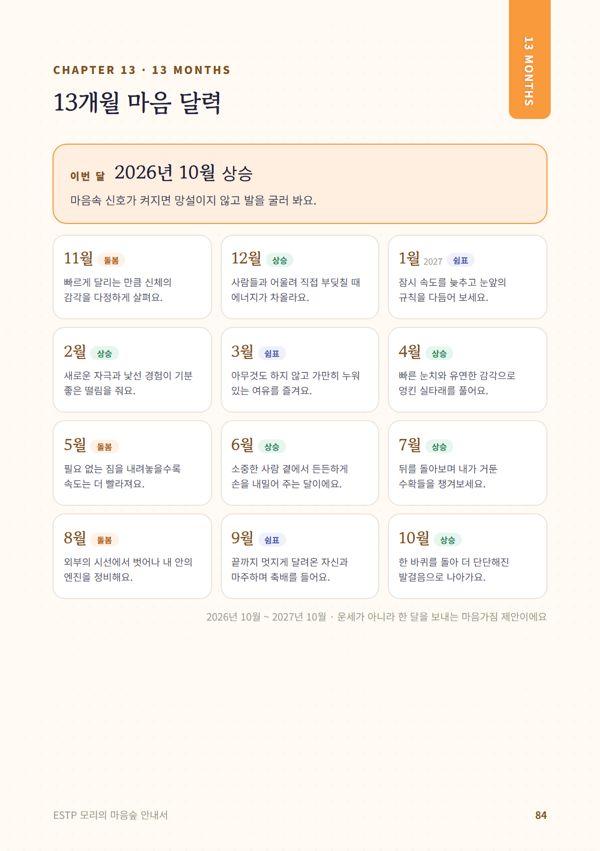 13 MONTHS
CHAPTER 13 · 13 MONTHS
13개월 마음 달력
이번 달 2026년 10월 상승
마음속 신호가 켜지면 망설이지 않고 발을 굴러 봐요.
11월 돌봄
빠르게 달리는 만큼 신체의
감각을 다정하게 살펴요.
12월 상승
사람들과 어울려 직접 부딪칠 때
에너지가 차올라요.
1월 2027 쉼표
잠시 속도를 늦추고 눈앞의
규칙을 다듬어 보세요.
2월 상승
새로운 자극과 낯선 경험이 기분
좋은 떨림을 줘요.
3월 쉼표
아무것도 하지 않고 가만히 누워
있는 여유를 즐겨요.
4월 상승
빠른 눈치와 유연한 감각으로
엉킨 실타래를 풀어요.
5월 돌봄
필요 없는 짐을 내려놓을수록
속도는 더 빨라져요.
6월 상승
소중한 사람 곁에서 든든하게
손을 내밀어 주는 달이에요.
7월 상승
뒤를 돌아보며 내가 거둔
수확들을 챙겨보세요.
8월 돌봄
외부의 시선에서 벗어나 내 안의
엔진을 정비해요.
9월 쉼표
끝까지 멋지게 달려온 자신과
마주하며 축배를 들어요.
10월 상승
한 바퀴를 돌아 더 단단해진
발걸음으로 나아가요.
2026년 10월 ~ 2027년 10월 · 운세가 아니라 한 달을 보내는 마음가짐 제안이에요
ESTP 모리의 마음숲 안내서
84